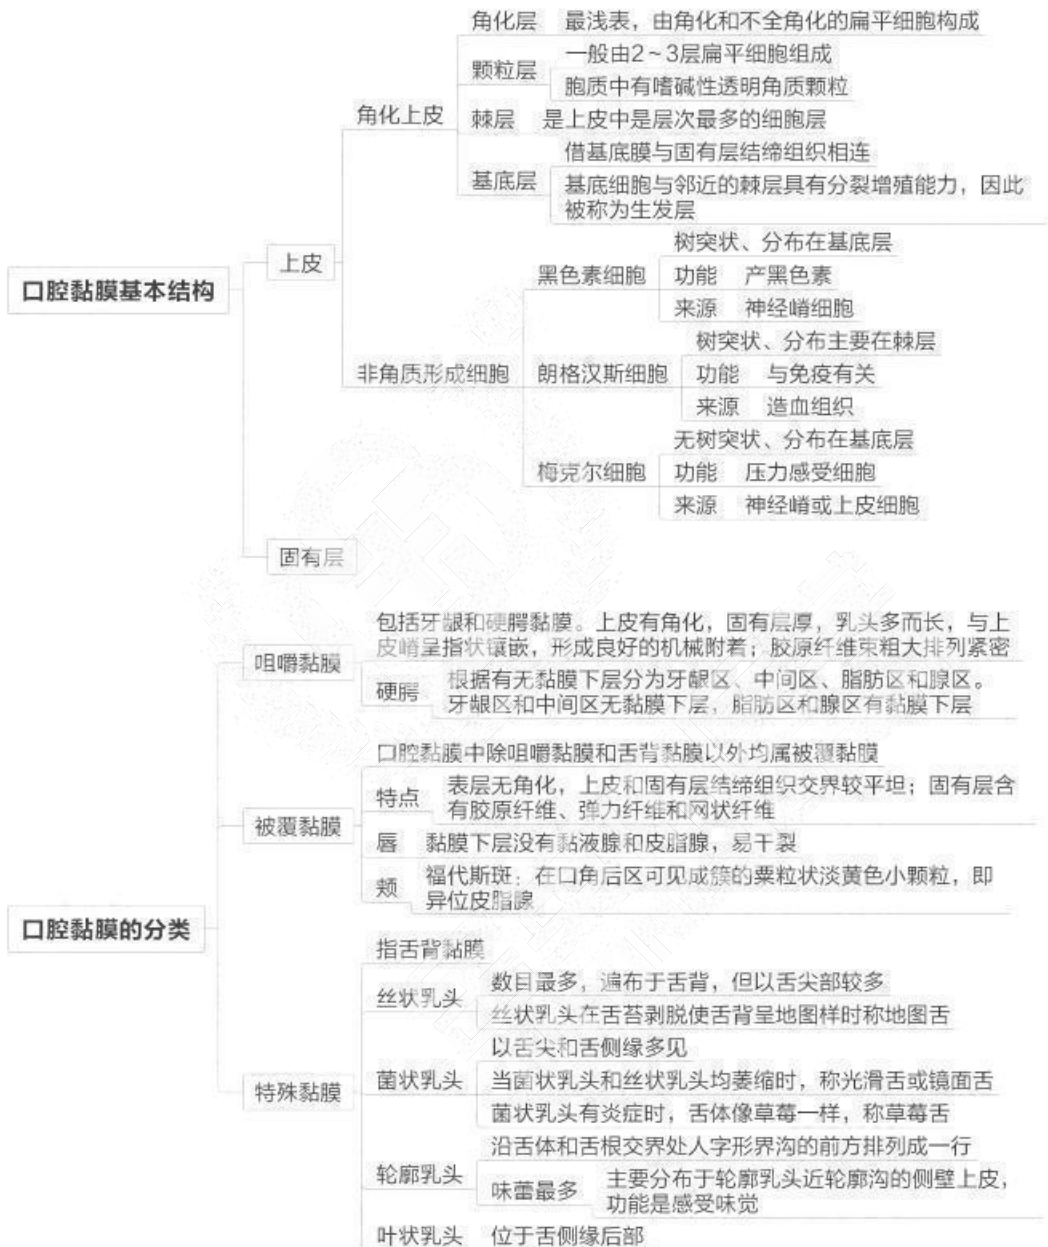 角化层 最浅表，由角化和不全角化的扁平细胞构成
颗粒层 一般由2~3层扁平细胞组成
胞质中有嗜碱性透明角质颗粒
角化上皮
棘层 是上皮中是层次最多的细胞层
借基底膜与固有层结缔组织相连
基底层 基底细胞与邻近的棘层具有分裂增殖能力，因此
被称为生发层
上皮
树突状、分布在基底层
口腔黏膜基本结构
黑色素细胞 功能 产黑色素
来源 神经嵴细胞
树突状、分布主要在棘层
非角质形成细胞 朗格汉斯细胞 功能 与免疫有关
来源 造血组织
无树突状、分布在基底层
梅克尔细胞 功能 压力感受细胞
来源 神经嵴或上皮细胞
固有层
包括牙龈和硬腭黏膜。上皮有角化，固有层厚，乳头多而长，与上
皮嵴呈指状镶嵌，形成良好的机械附着；胶原纤维束粗大排列紧密
咀嚼黏膜
硬腭 根据有无黏膜下层分为牙龈区、中间区、脂肪区和腺区。
牙龈区和中间区无黏膜下层，脂肪区和腺区有黏膜下层
口腔黏膜中除咀嚼黏膜和舌背黏膜以外均属被覆黏膜
特点 表层无角化，上皮和固有层结缔组织交界较平坦；固有层含
有胶原纤维、弹力纤维和网状纤维
被覆黏膜
唇 黏膜下层没有黏液腺和皮脂腺，易干裂
颊 福代斯斑：在口角后区可见成簇的粟粒状淡黄色小颗粒，即
异位皮脂腺
口腔黏膜的分类
指舌背黏膜
丝状乳头 数目最多，遍布于舌背，但以舌尖部较多
丝状乳头在舌苔剥脱使舌背呈地图样时称地图舌
以舌尖和舌侧缘多见
特殊黏膜 菌状乳头 当菌状乳头和丝状乳头均萎缩时，称光滑舌或镜面舌
菌状乳头有炎症时，舌体像草莓一样，称草莓舌
沿舌体和舌根交界处人字形界沟的前方排列成一行
轮廓乳头 味蕾最多 主要分布于轮廓乳头近轮廓沟的侧壁上皮，
功能是感受味觉
叶状乳头 位于舌侧缘后部